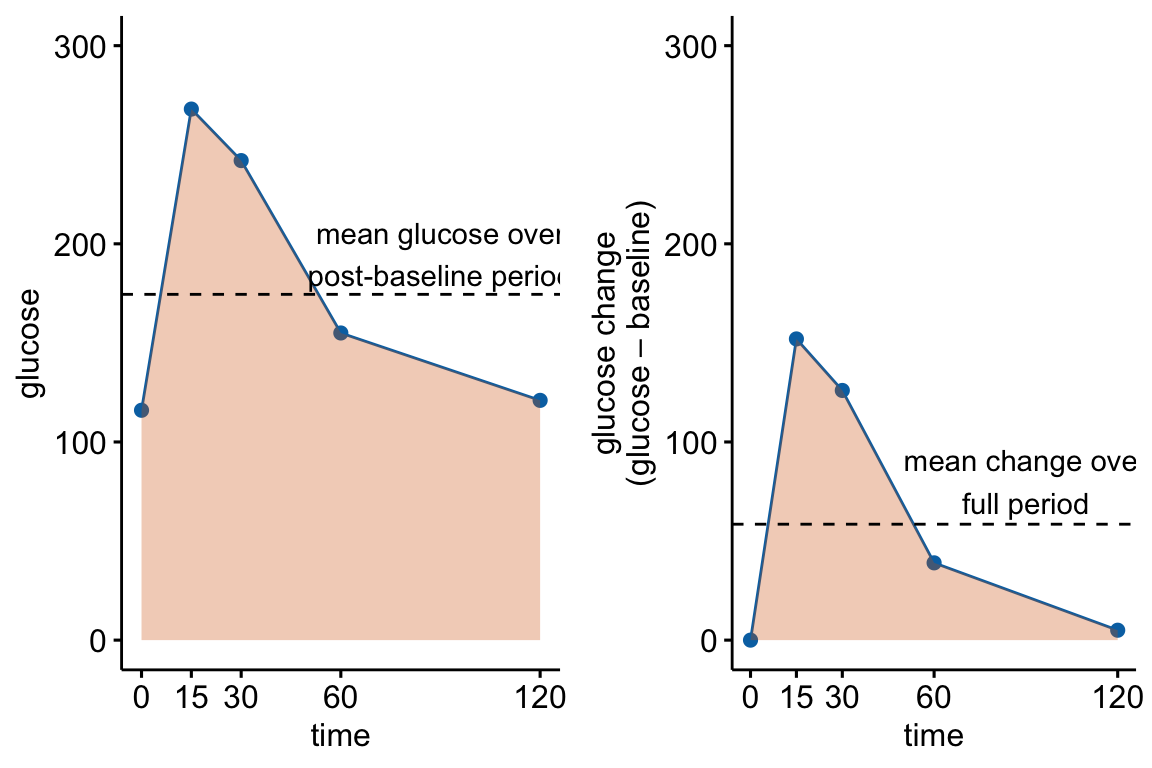 300
200
100
0
glucose
mean glucose over
post-baseline perio
0 15 30 60 120
time
300
200
100
0
glucose change
(glucose – baseline)
mean change ove
full period
0 15 30 60 120
time